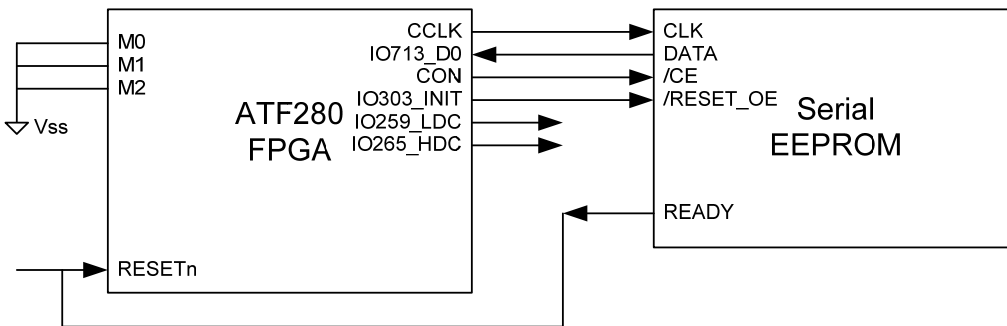 M0
M1
M2
Vss
RESETn
ATF280
FPGA
CCLK
IO713_D0
CON
IO303_INIT
IO259_LDC
IO265_HDC
CLK
DATA
/CE
/RESET_OE
READY
Serial
EEPROM